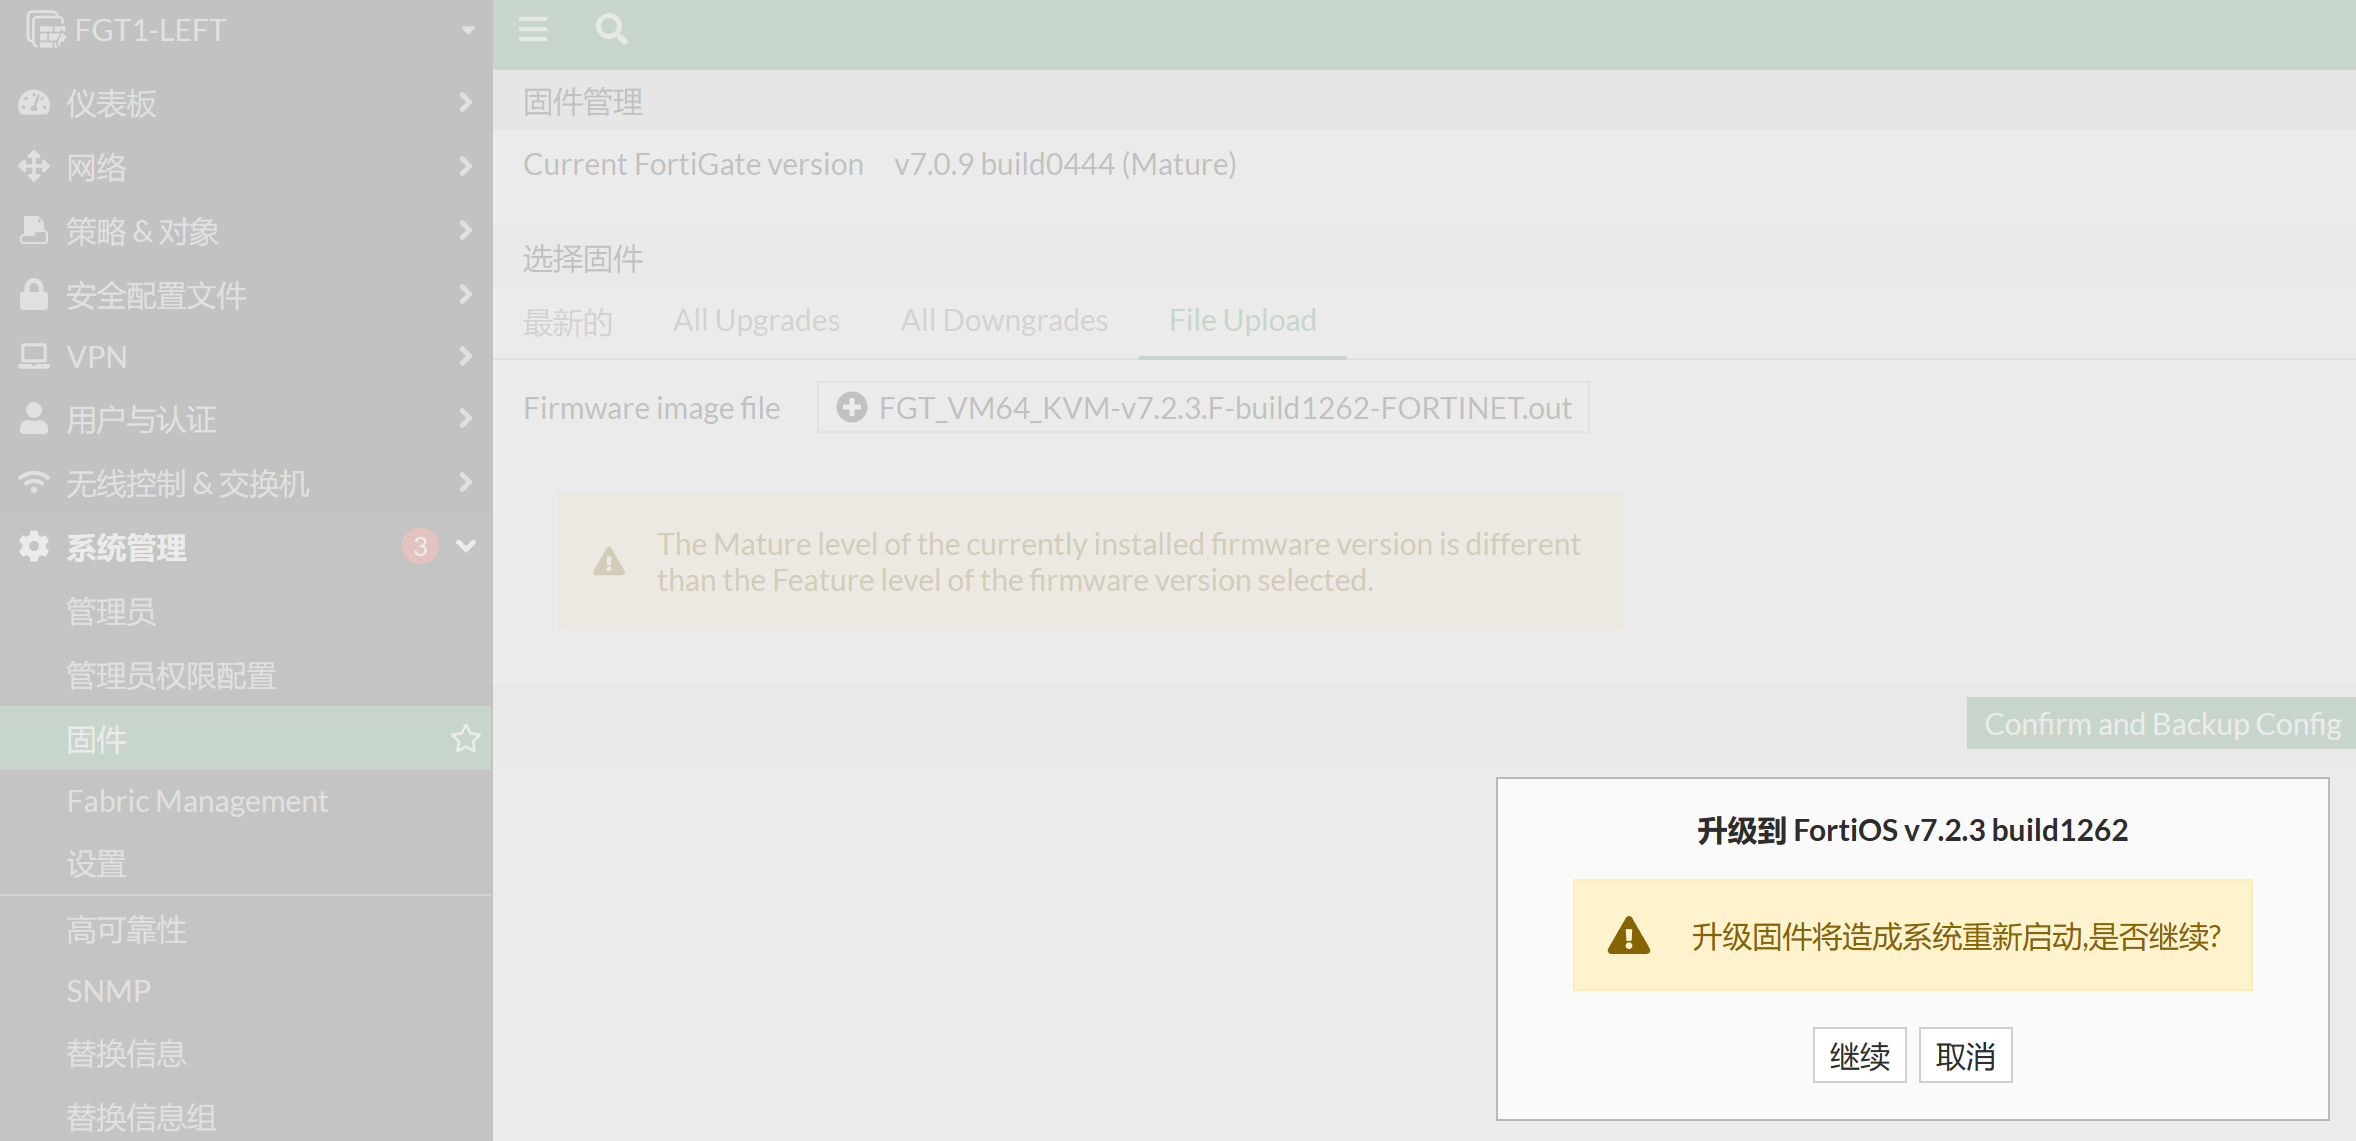 FGT1-LEFT
仪表板
网络
策略 & 对象
安全配置文件
VPN
用户与认证
无线控制 & 交换机
系统管理 3
管理员
管理员权限配置
固件
Fabric Management
设置
高可靠性
SNMP
替换信息
替换信息组
固件管理
Current FortiGate version v7.0.9 build0444 (Mature)
选择固件
最新的 All Upgrades All Downgrades File Upload
Firmware image file FGT_VM64_KVM-v7.2.3.F-build1262-FORTINET.out
The Mature level of the currently installed firmware version is different
than the Feature level of the firmware version selected.
Confirm and Backup Config
升级到 FortiOS v7.2.3 build1262
升级固件将造成系统重新启动,是否继续?
继续 取消